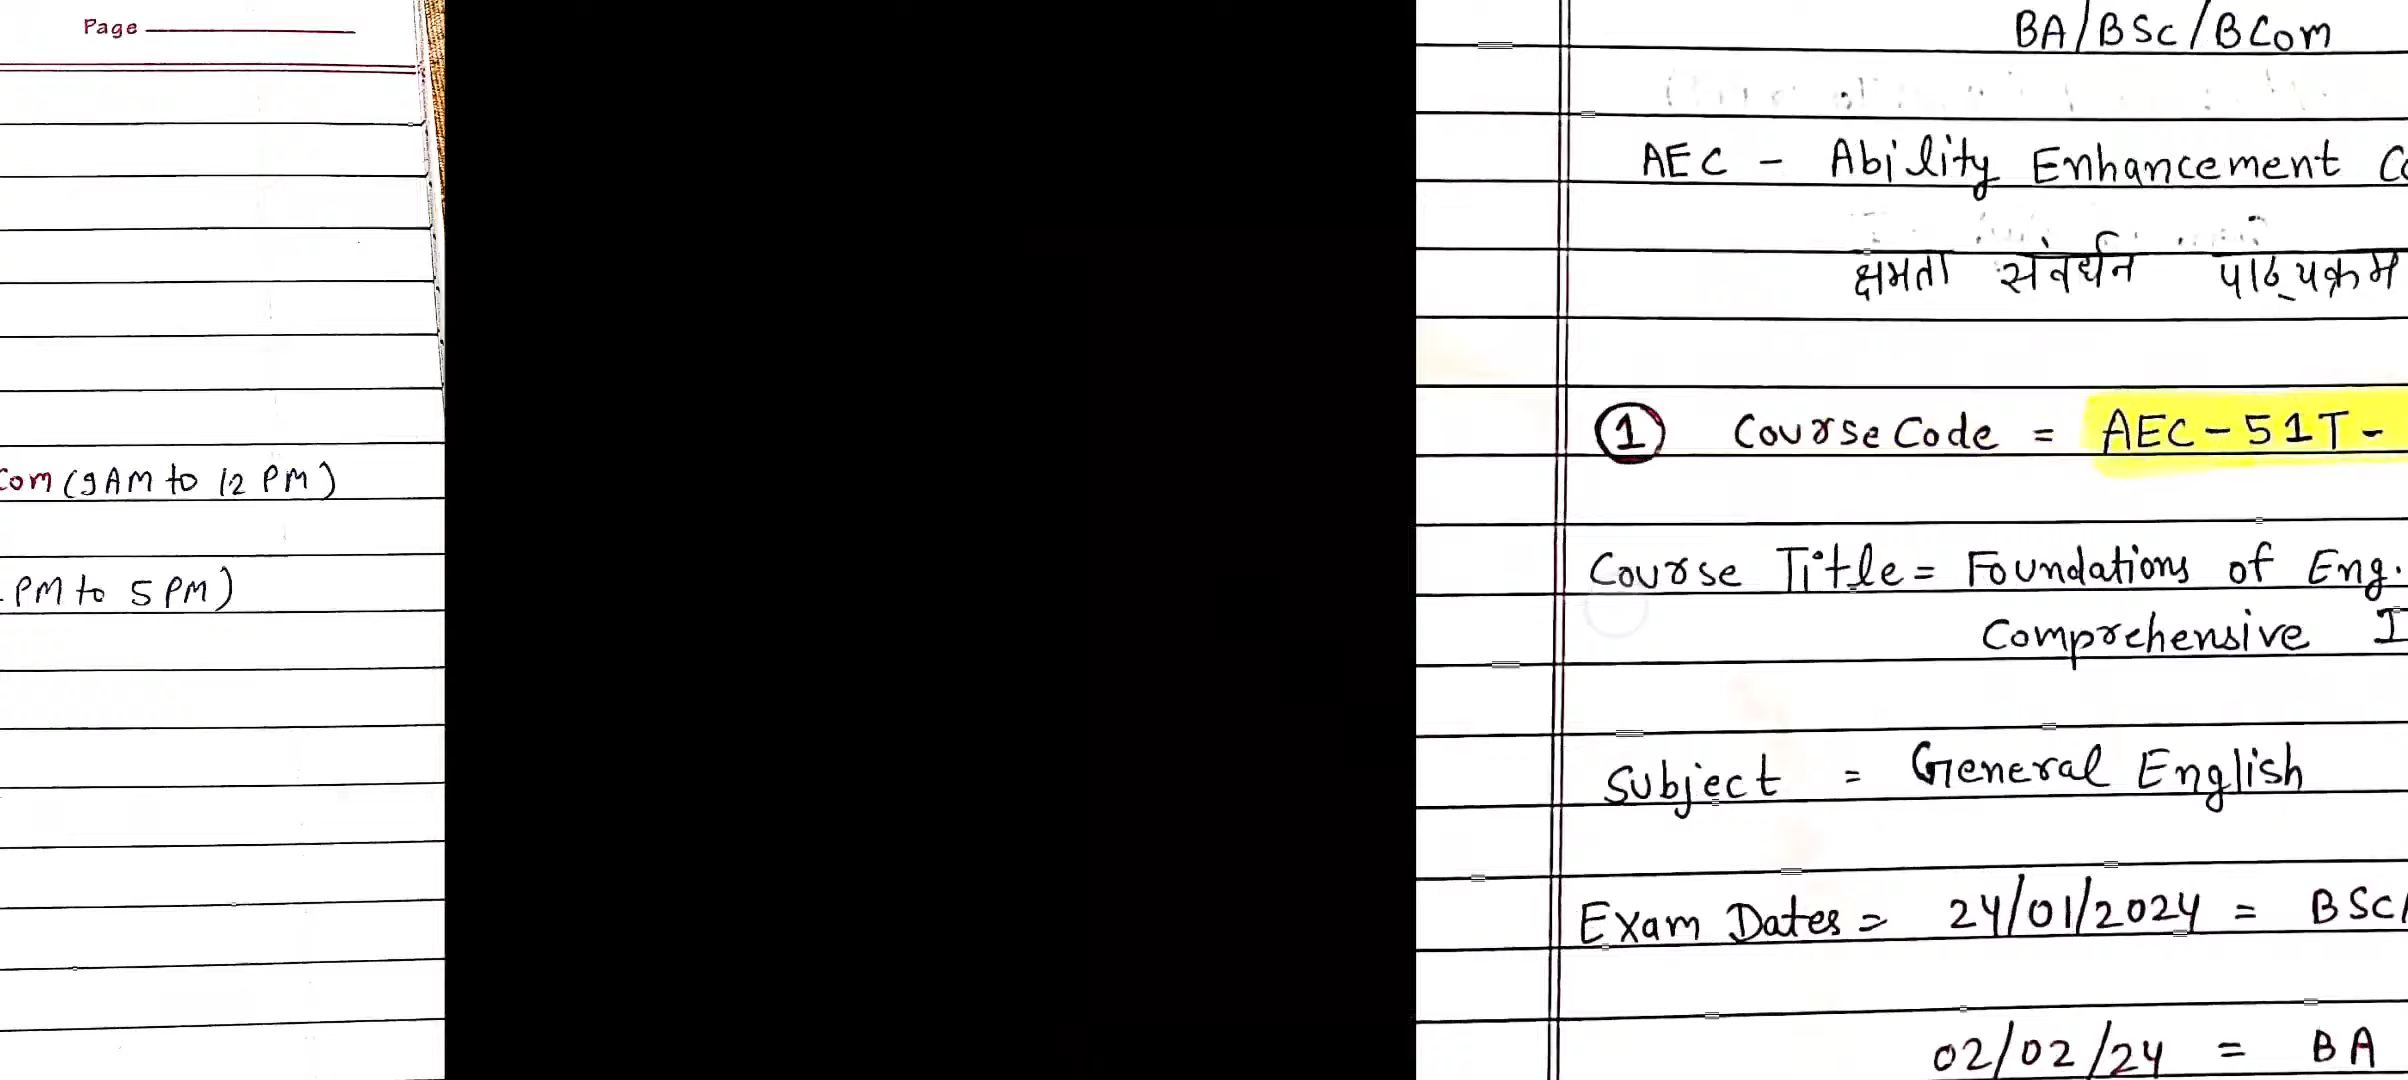 Page
Com (9AM to 12 PM)
PM to 5 PM)
BA/BSc/BCom
AEC - Ability Enhancement
क्षमता संवर्धन पाठ्यक्रम
① Course Code = AEC-51T-
Course Title = Foundations of Eng.
Comprehensive I
Subject = General English
Exam Dates = 24/01/2024 = BSc/
02/02/24 = BA